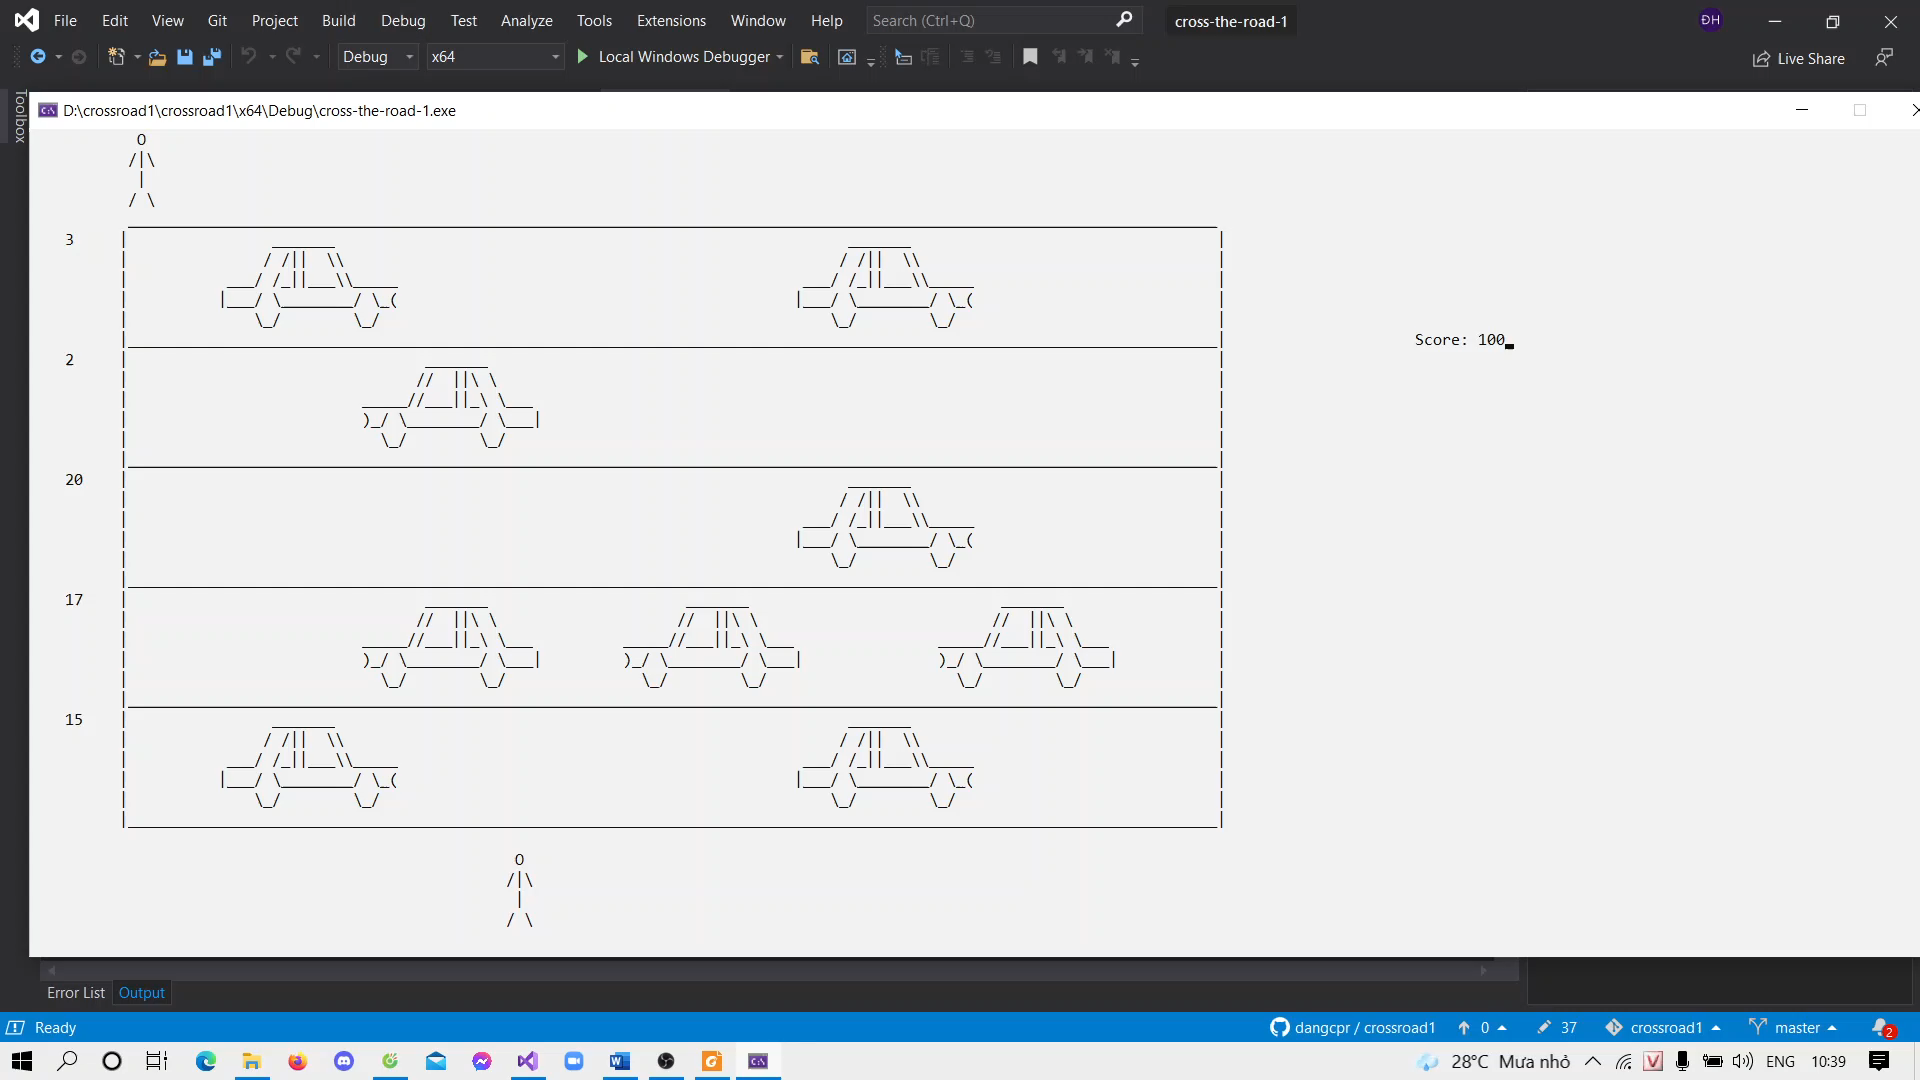 File Edit View Git Project Build Debug Test Analyze Tools Extensions Window Help Search (Ctrl+Q) cross-the-road-1 ĐH
Debug x64 Local Windows Debugger Live Share
Toolbox
D:\crossroad1\crossroad1\x64\Debug\cross-the-road-1.exe
3
Score: 100
2
20
17
15
Error List Output
Ready dangcpr / crossroad1 0 37 crossroad1 master 2
28°C Mưa nhỏ ENG 10:39